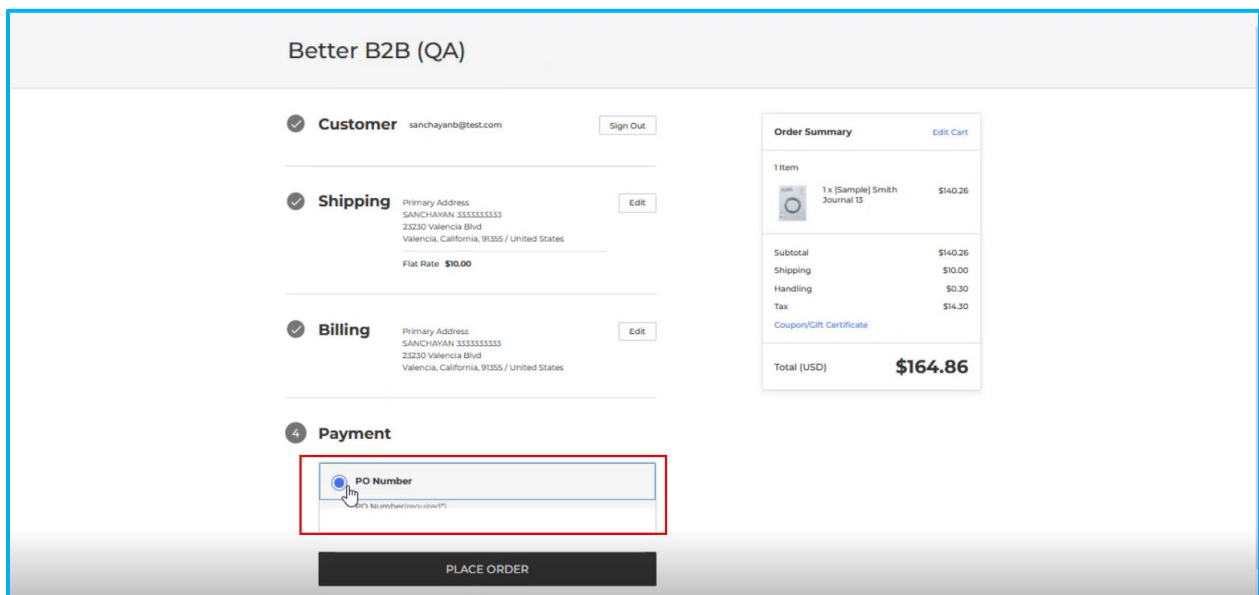 Better B2B (QA)
Customer sanchayanb@test.com Sign Out
Shipping Primary Address Edit
SANCHAYAN 3333333333
23230 Valencia Blvd
Valencia, California, 91355 / United States
Flat Rate $10.00
Billing Primary Address Edit
SANCHAYAN 3333333333
23230 Valencia Blvd
Valencia, California, 91355 / United States
4 Payment
PO Number
PO Number(required*)
PLACE ORDER
Order Summary Edit Cart
1 Item
1 x [Sample] Smith $140.26
Journal 13
Subtotal $140.26
Shipping $10.00
Handling $0.30
Tax $14.30
Coupon/Gift Certificate
Total (USD) $164.86